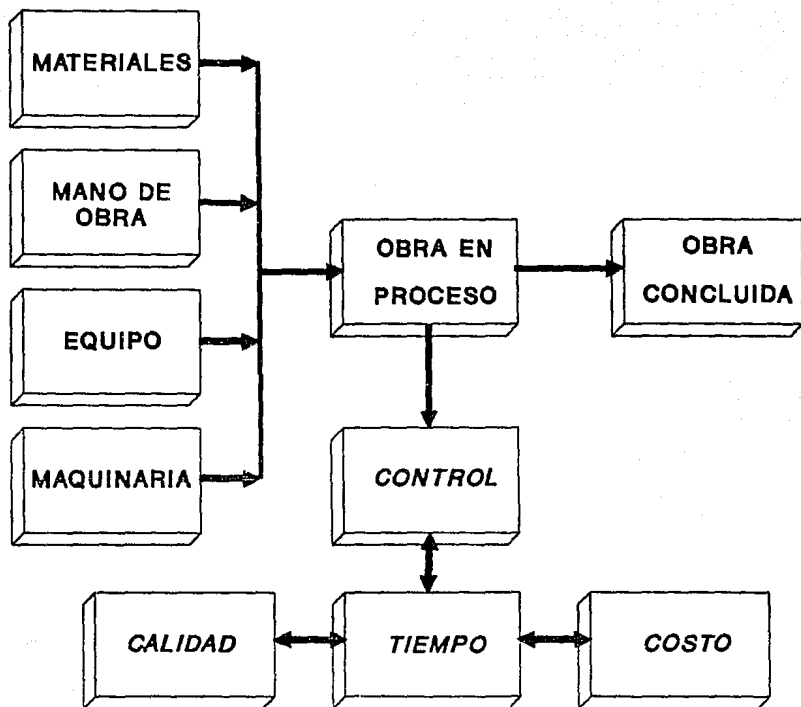 MATERIALES
MANO DE
OBRA
EQUIPO
MAQUINARIA
OBRA EN
PROCESO
OBRA
CONCLUIDA
CONTROL
CALIDAD
TIEMPO
COSTO